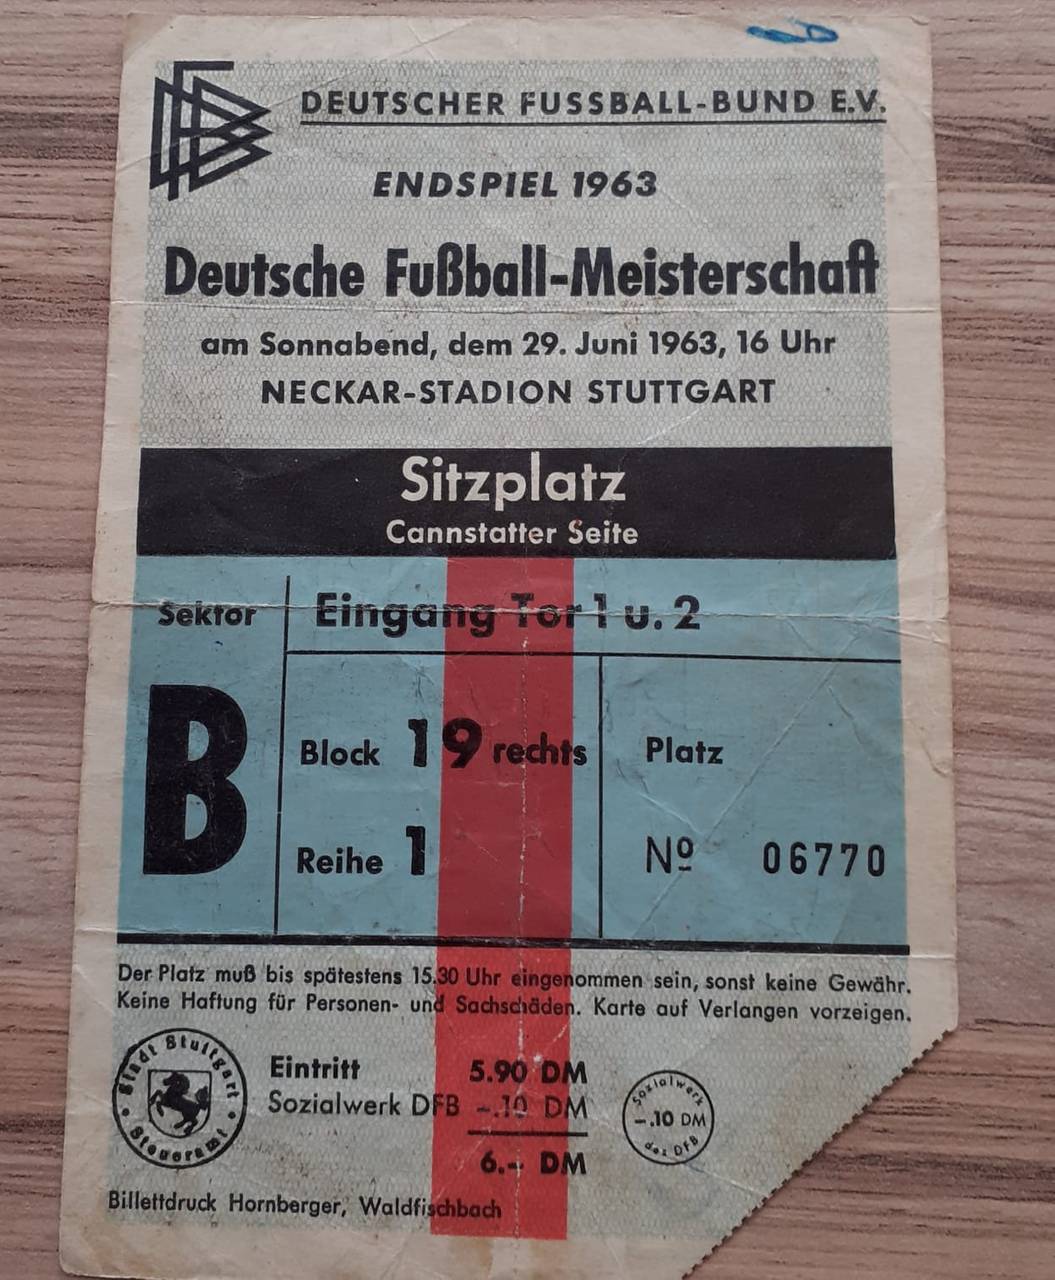 DEUTSCHER FUSSBALL-BUND E.V.
ENDSPIEL 1963
Deutsche Fußball-Meisterschaft
am Sonnabend, dem 29. Juni 1963, 16 Uhr
NECKAR-STADION STUTTGART
Sitzplatz
Cannstatter Seite
Sektor
Eingang Tor 1 u. 2
B
Block 19 rechts
Platz
Reihe 1
Nº 06770
Der Platz muß bis spätestens 15.30 Uhr eingenommen sein, sonst keine Gewähr.
Keine Haftung für Personen- und Sachschäden. Karte auf Verlangen vorzeigen.
Stadt Stuttgart
Steueramt
Eintritt 5.90 DM
Sozialwerk DFB -.10 DM
6.- DM
Sozialwerk
-.10 DM
des DFB
Billettdruck Hornberger, Waldfischbach